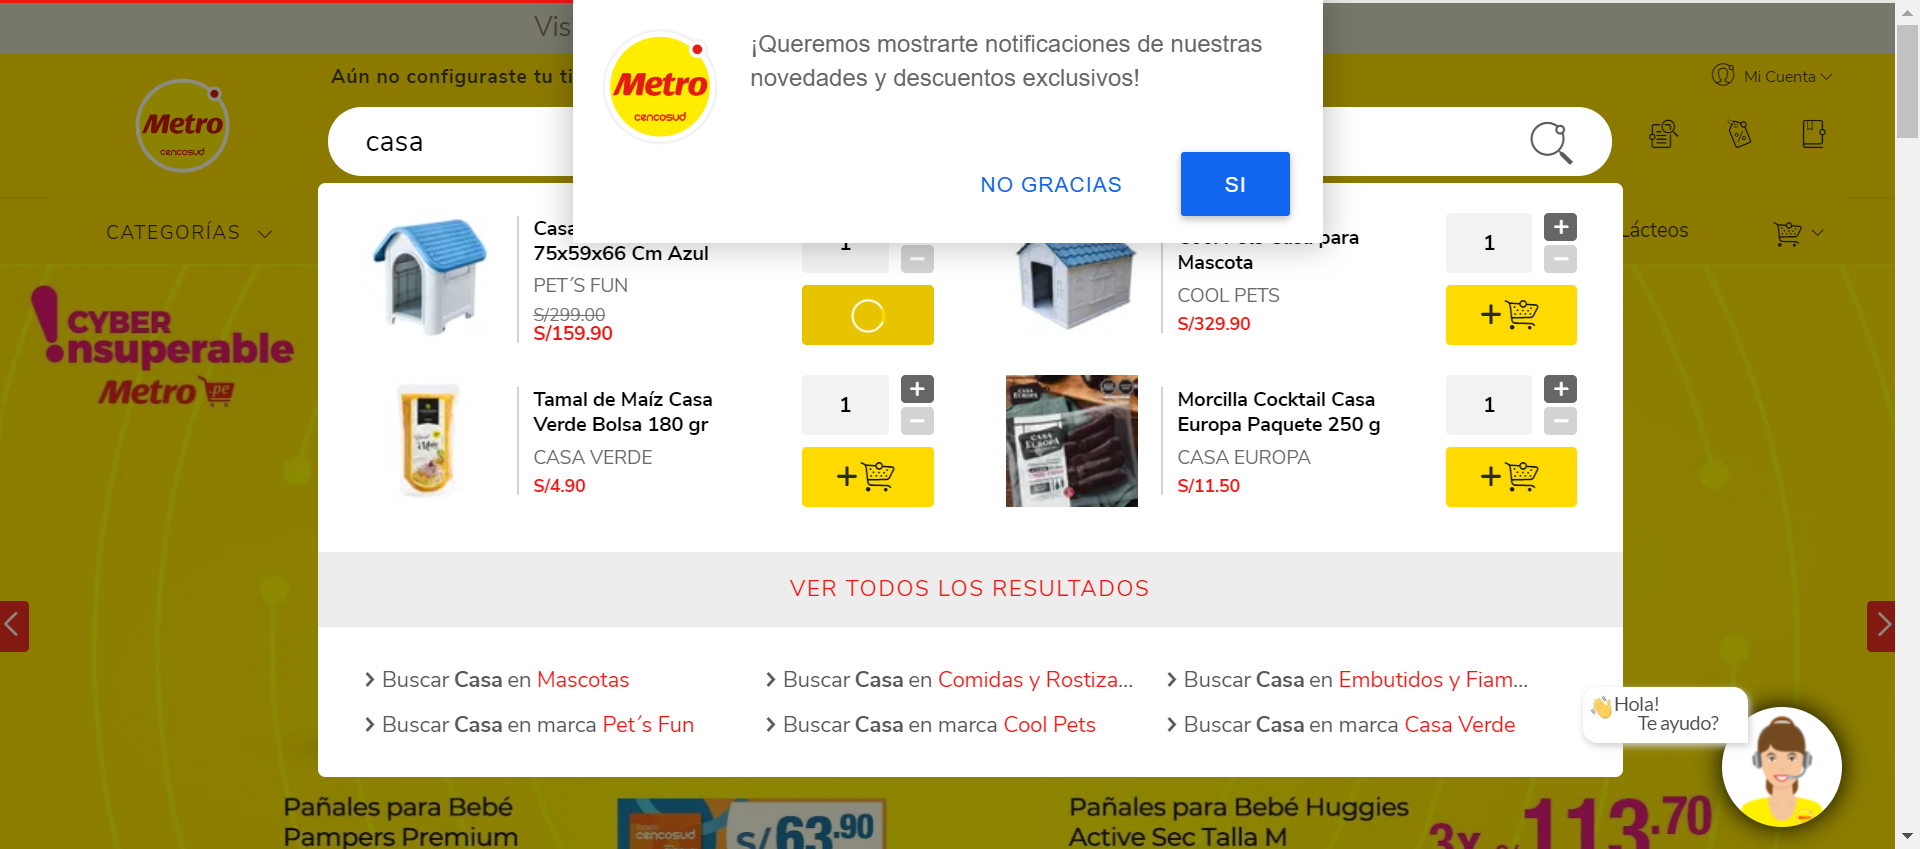 Vis
¡Queremos mostrarte notificaciones de nuestras
novedades y descuentos exclusivos!
Metro
cencosud
NO GRACIAS
SI
Metro
cencosud
Aún no configuraste tu ti
Mi Cuenta
casa
CATEGORÍAS
Lácteos
Casa
75x59x66 Cm Azul
PET´S FUN
S/299.00
S/159.90
1
Cool Pets Casa para
Mascota
COOL PETS
S/329.90
1
Tamal de Maíz Casa
Verde Bolsa 180 gr
CASA VERDE
S/4.90
1
CASA
EUROPA
Morcilla Cocktail Casa
Europa Paquete 250 g
CASA EUROPA
S/11.50
1
CYBER
nsuperable
Metro.pe
VER TODOS LOS RESULTADOS
Buscar Casa en Mascotas
Buscar Casa en Comidas y Rostiza...
Buscar Casa en Embutidos y Fiam...
Buscar Casa en marca Pet´s Fun
Buscar Casa en marca Cool Pets
Buscar Casa en marca Casa Verde
Hola!
Te ayudo?
Pañales para Bebé
Pampers Premium
cencosud
S/63.90
Pañales para Bebé Huggies
Active Sec Talla M
3x S/113.70